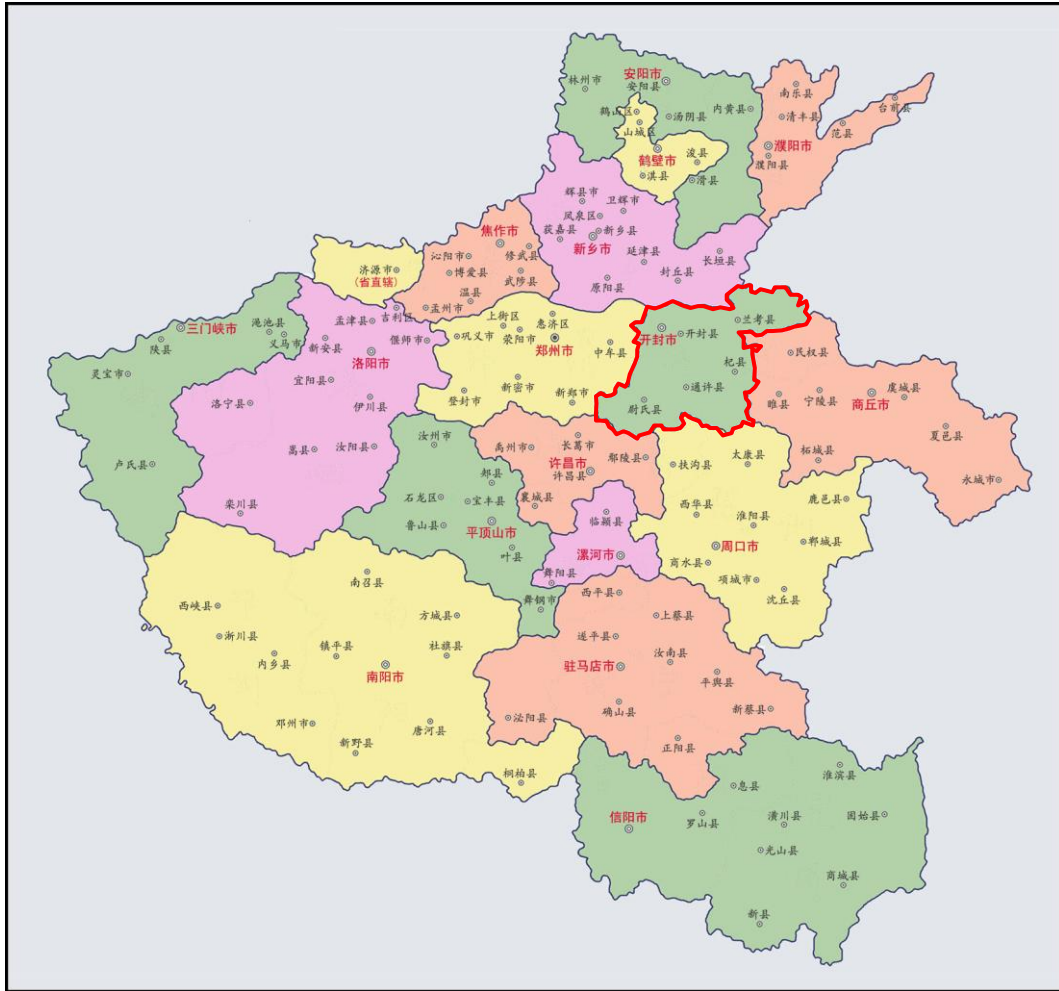 安阳市
安阳县
林州市
鹤山区
山城区
汤阴县
内黄县
鹤壁市
浚县
淇县
滑县
南乐县
清丰县
台前县
范县
濮阳市
濮阳县
辉县市
卫辉市
凤泉区
获嘉县
新乡县
新乡市
延津县
长垣县
封丘县
原阳县
焦作市
沁阳市
修武县
博爱县
武陟县
温县
孟州市
济源市
(省直辖)
三门峡市
渑池县
义马市
陕县
灵宝市
卢氏县
孟津县
吉利区
新安县
偃师市
洛阳市
宜阳县
洛宁县
伊川县
嵩县
汝阳县
栾川县
上街区
惠济区
巩义市
荥阳市
郑州市
中牟县
新密市
登封市
新郑市
开封市
开封县
兰考县
杞县
通许县
尉氏县
民权县
虞城县
商丘市
宁陵县
睢县
夏邑县
柘城县
永城市
汝州市
郏县
石龙区
宝丰县
鲁山县
平顶山市
叶县
舞钢市
禹州市
长葛市
鄢陵县
许昌市
许昌县
襄城县
临颍县
漯河市
舞阳县
扶沟县
太康县
西华县
淮阳县
鹿邑县
郸城县
周口市
商水县
项城市
沈丘县
南召县
西峡县
方城县
淅川县
镇平县
社旗县
内乡县
南阳市
邓州市
新野县
唐河县
桐柏县
西平县
上蔡县
遂平县
汝南县
驻马店市
平舆县
确山县
新蔡县
泌阳县
正阳县
淮滨县
息县
信阳市
罗山县
潢川县
固始县
光山县
商城县
新县